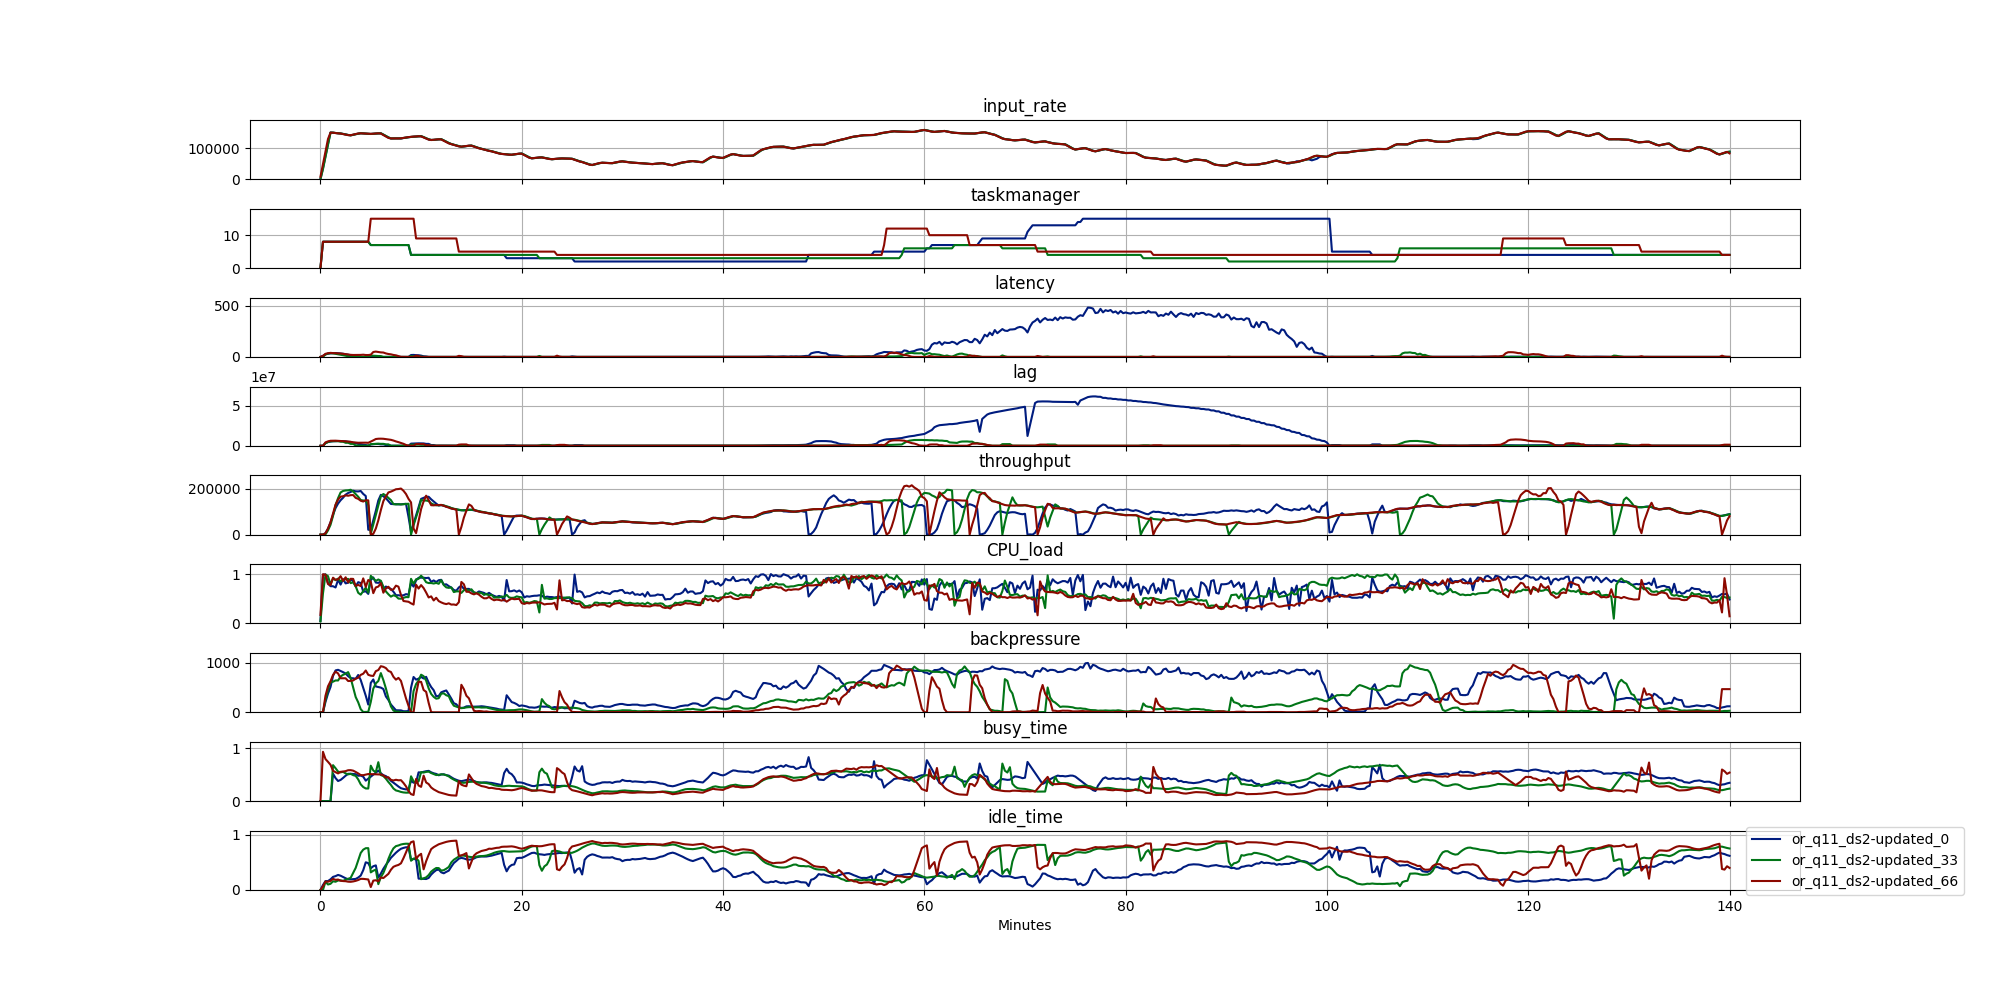 input_rate
100000
0
taskmanager
10
0
latency
500
0
lag
1e7
5
0
throughput
200000
0
CPU_load
1
0
backpressure
1000
0
busy_time
1
0
idle_time
1
0
or_q11_ds2-updated_0
or_q11_ds2-updated_33
or_q11_ds2-updated_66
0 20 40 60 80 100 120 140
Minutes